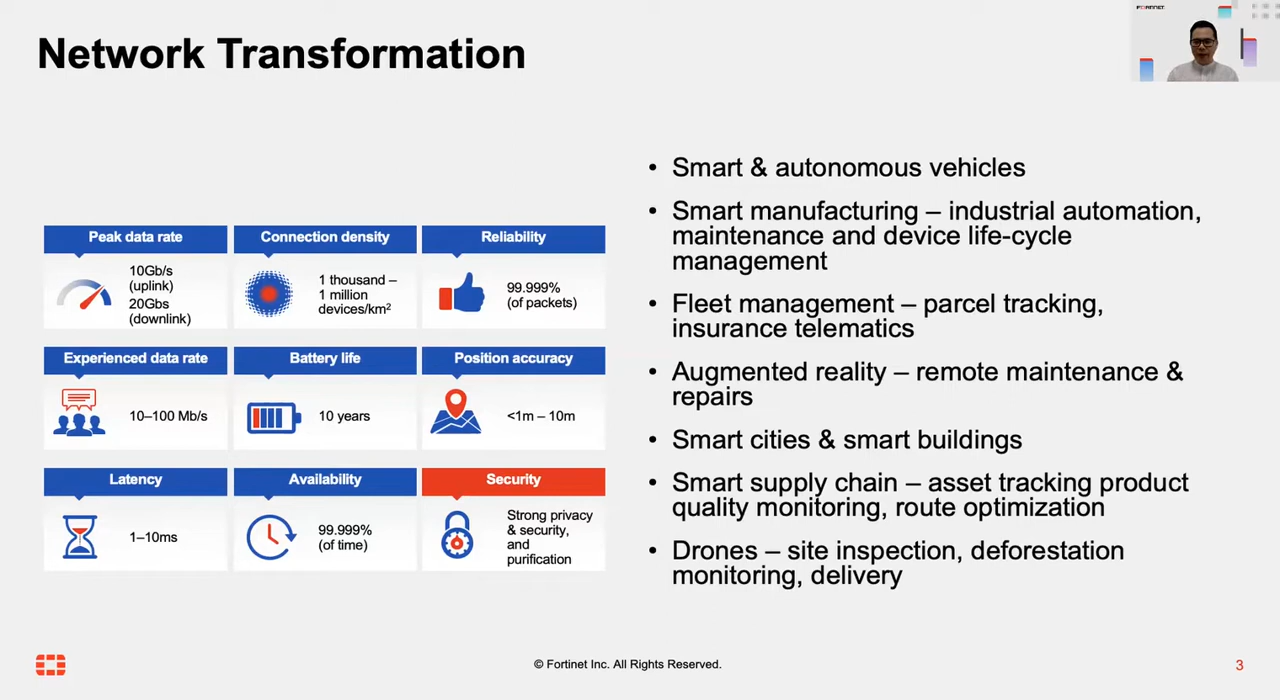 Network Transformation
FORTINET
Peak data rate
10Gb/s
(uplink)
20Gbs
(downlink)
Connection density
1 thousand –
1 million
devices/km²
Reliability
99.999%
(of packets)
Experienced data rate
10–100 Mb/s
Battery life
10 years
Position accuracy
<1m – 10m
Latency
1–10ms
Availability
99.999%
(of time)
Security
Strong privacy
& security,
and
purification
• Smart & autonomous vehicles
• Smart manufacturing – industrial automation,
maintenance and device life-cycle
management
• Fleet management – parcel tracking,
insurance telematics
• Augmented reality – remote maintenance &
repairs
• Smart cities & smart buildings
• Smart supply chain – asset tracking product
quality monitoring, route optimization
• Drones – site inspection, deforestation
monitoring, delivery
© Fortinet Inc. All Rights Reserved.
3